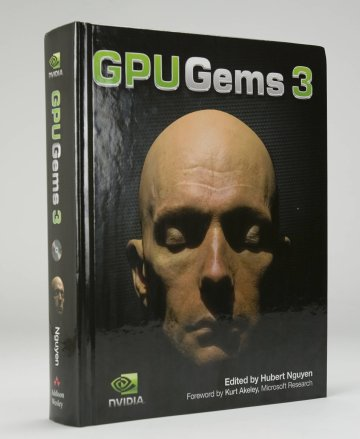 GPU Gems 3
Edited by Hubert Nguyen
Foreword by Kurt Akeley, Microsoft Research
NVIDIA
NVIDIA
GPU Gems 3
Nguyen
Addison
Wesley